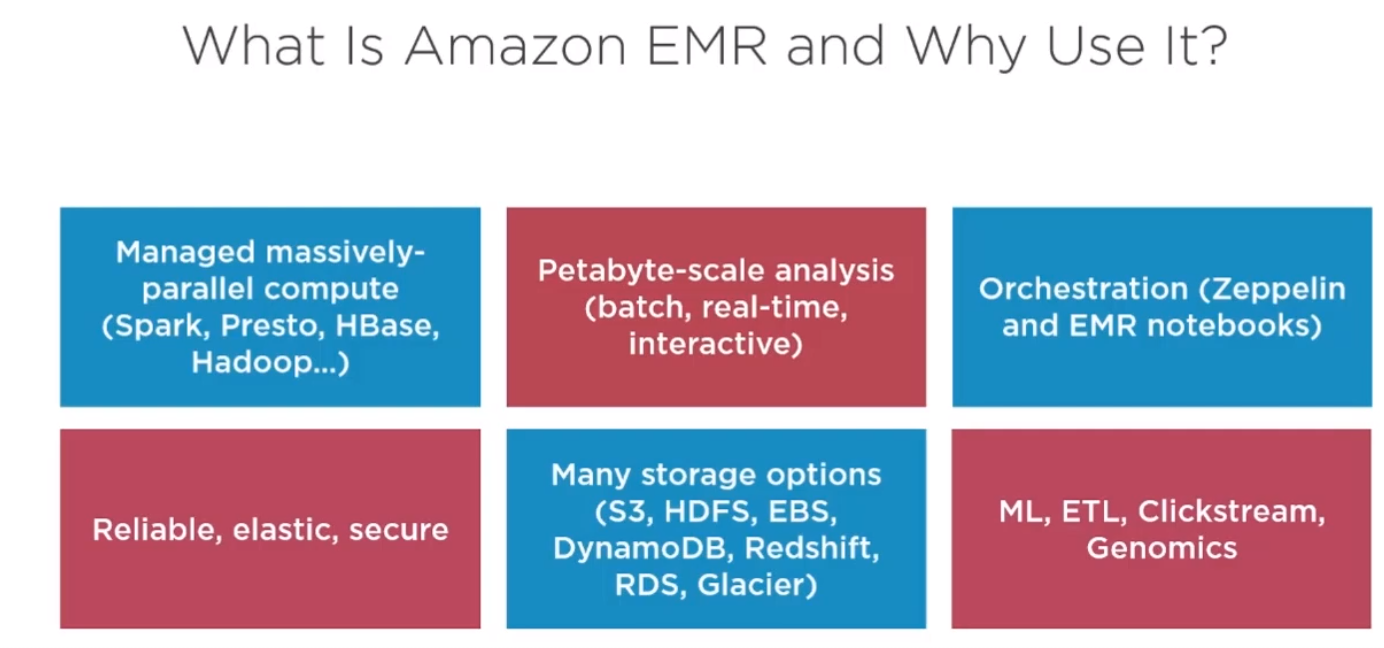 What Is Amazon EMR and Why Use It?
Managed massively-
parallel compute
(Spark, Presto, HBase,
Hadoop...)
Petabyte-scale analysis
(batch, real-time,
interactive)
Orchestration (Zeppelin
and EMR notebooks)
Reliable, elastic, secure
Many storage options
(S3, HDFS, EBS,
DynamoDB, Redshift,
RDS, Glacier)
ML, ETL, Clickstream,
Genomics